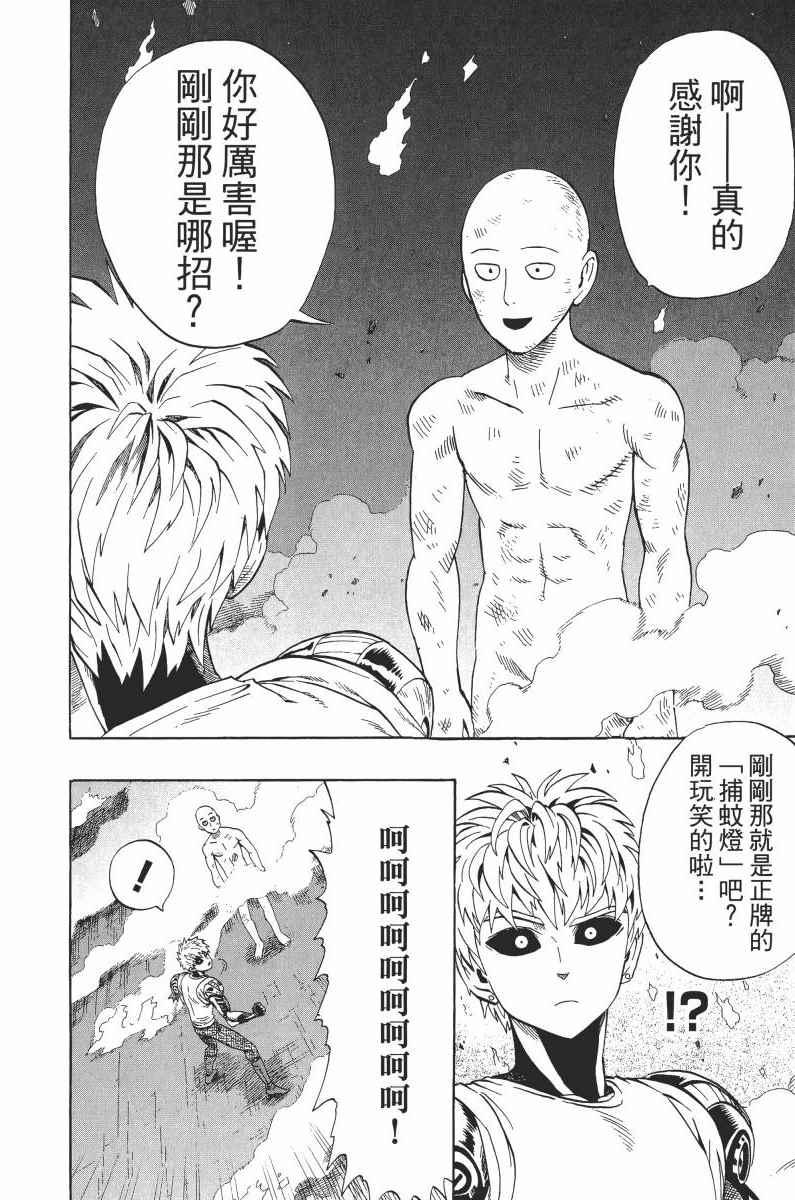 啊——真的
感謝你！
你好厲害喔！
剛剛那是哪招？
剛剛那就是正牌的
「捕蚊燈」吧？
開玩笑的啦…
!?
呵呵呵呵呵呵呵呵呵！
！